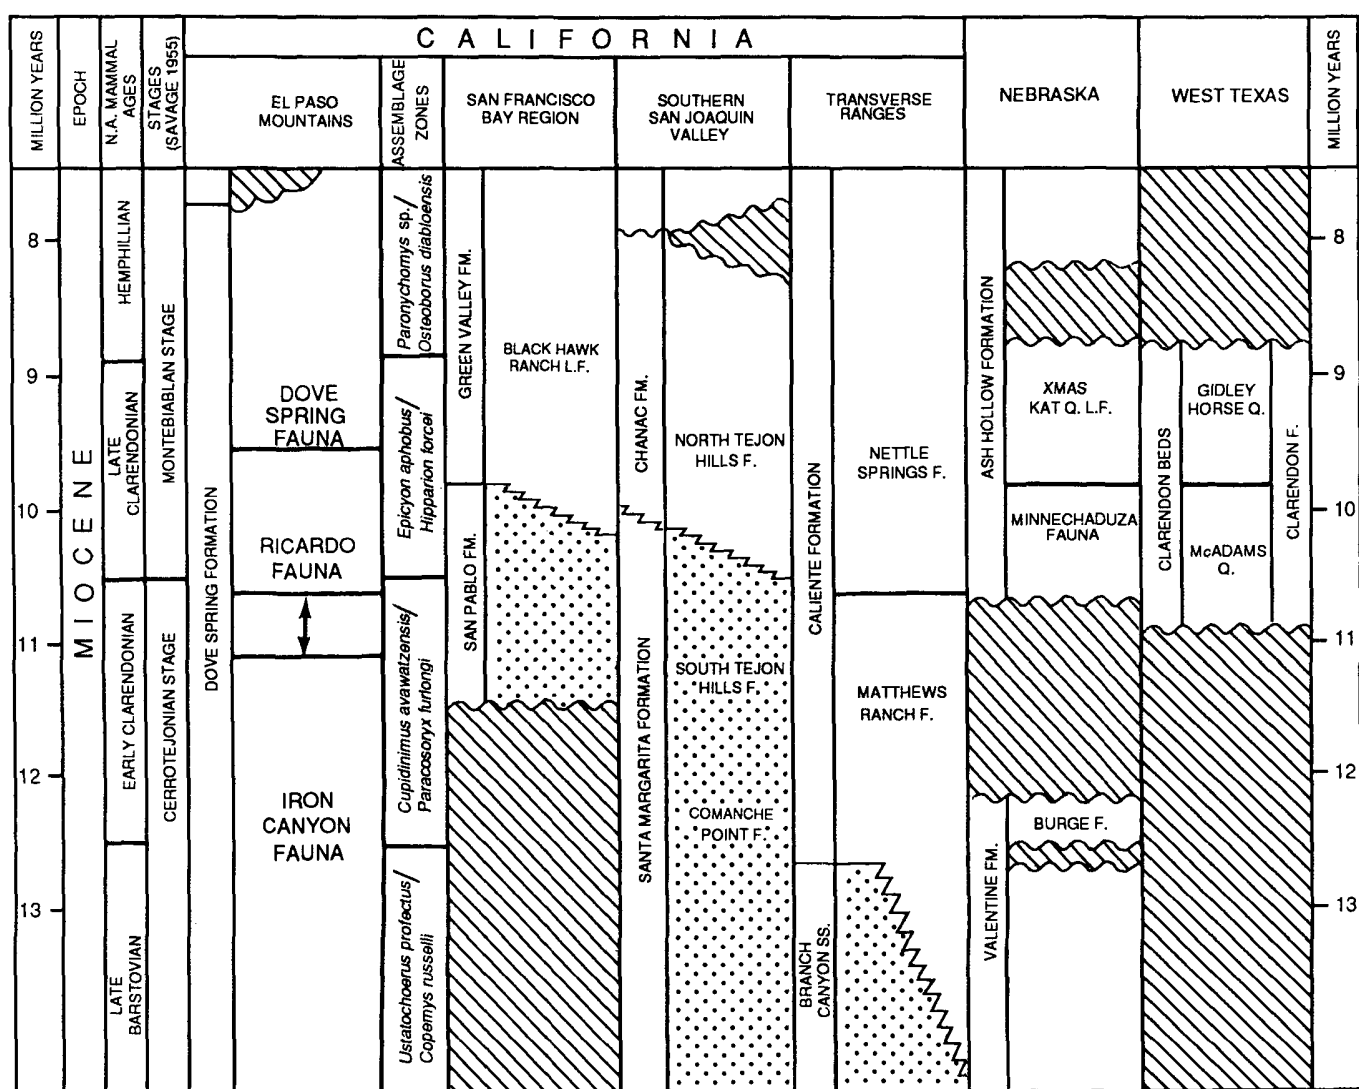 CALIFORNIA
MILLION YEARS
EPOCH
N.A. MAMMAL
AGES
STAGES
(SAVAGE 1955)
EL PASO
MOUNTAINS
ASSEMBLAGE
ZONES
SAN FRANCISCO
BAY REGION
SOUTHERN
SAN JOAQUIN
VALLEY
TRANSVERSE
RANGES
NEBRASKA
WEST TEXAS
MILLION YEARS
8
9
10
11
12
13
MIOCENE
HEMPHILLIAN
LATE
CLARENDONIAN
EARLY CLARENDONIAN
LATE
BARSTOVIAN
MONTEBIABLAN STAGE
CERROTEJONIAN STAGE
DOVE SPRING FORMATION
DOVE
SPRING
FAUNA
RICARDO
FAUNA
IRON
CANYON
FAUNA
Paronychomys sp./
Osteoborus diabloensis
Epicyon aphobus/
Hipparion forcei
Cupidinimus avawatzensis/
Paracosoryx furlongi
Ustatochoerus profectus/
Copemys russelli
GREEN VALLEY FM.
SAN PABLO FM.
BLACK HAWK
RANCH L.F.
CHANAC FM.
SANTA MARGARITA FORMATION
NORTH TEJON
HILLS F.
SOUTH TEJON
HILLS F.
COMANCHE
POINT F.
CALIENTE FORMATION
BRANCH
CANYON SS.
NETTLE
SPRINGS F.
MATTHEWS
RANCH F.
ASH HOLLOW FORMATION
VALENTINE FM.
XMAS
KAT Q. L.F.
MINNECHADUZA
FAUNA
BURGE F.
CLARENDON BEDS
GIDLEY
HORSE Q.
McADAMS
Q.
CLARENDON F.
8
9
10
11
12
13